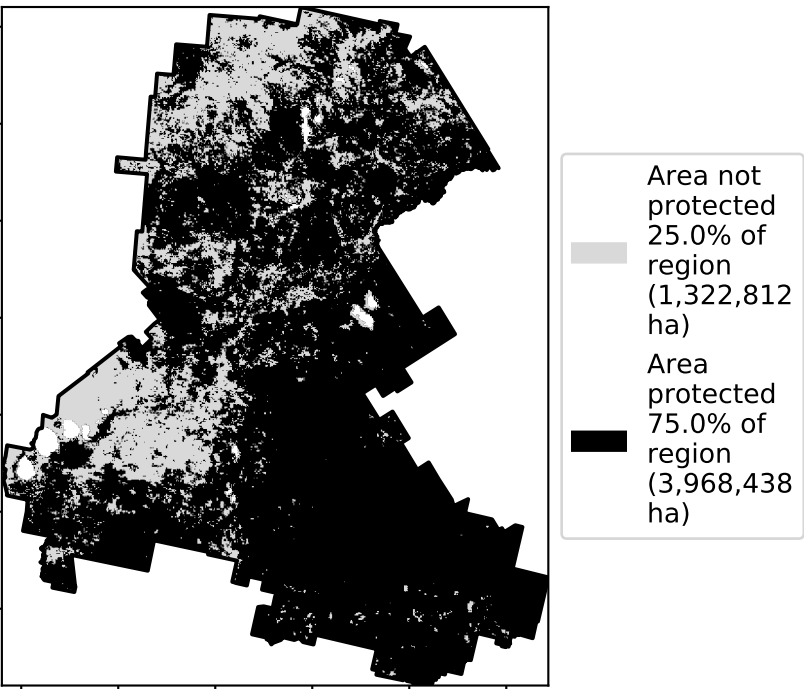 Area not
protected
25.0% of
region
(1,322,812
ha)
Area
protected
75.0% of
region
(3,968,438
ha)